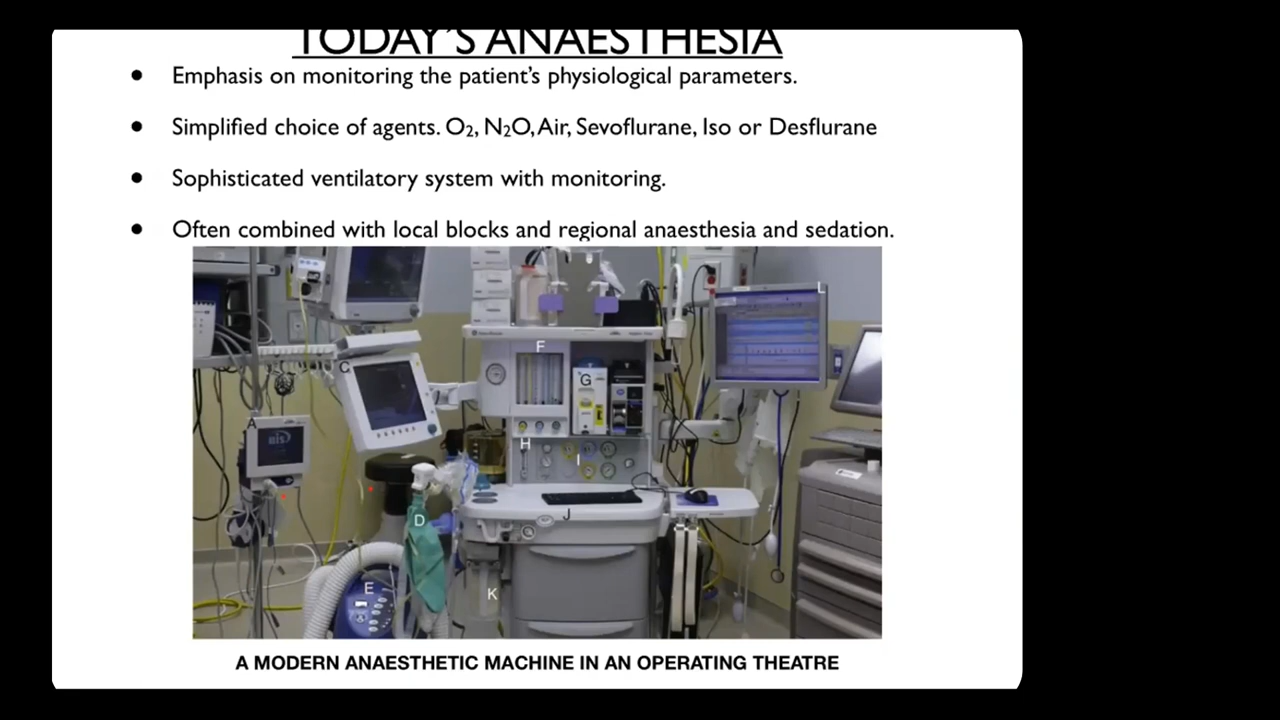 TODAY'S ANAESTHESIA
• Emphasis on monitoring the patient's physiological parameters.
• Simplified choice of agents. O₂, N₂O, Air, Sevoflurane, Iso or Desflurane
• Sophisticated ventilatory system with monitoring.
• Often combined with local blocks and regional anaesthesia and sedation.
L
F
C
G
A
BIS
H
I
J
D
E
K
A MODERN ANAESTHETIC MACHINE IN AN OPERATING THEATRE